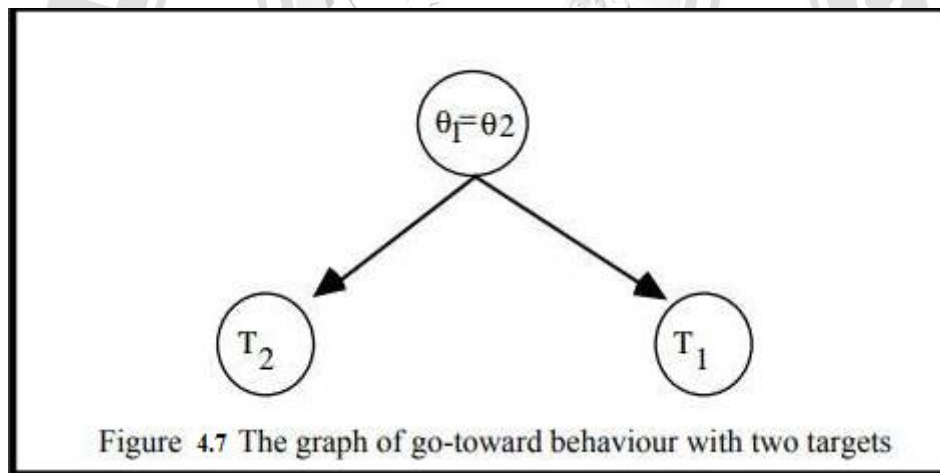 θ1=θ2
T2
T1
Figure 4.7 The graph of go-toward behaviour with two targets